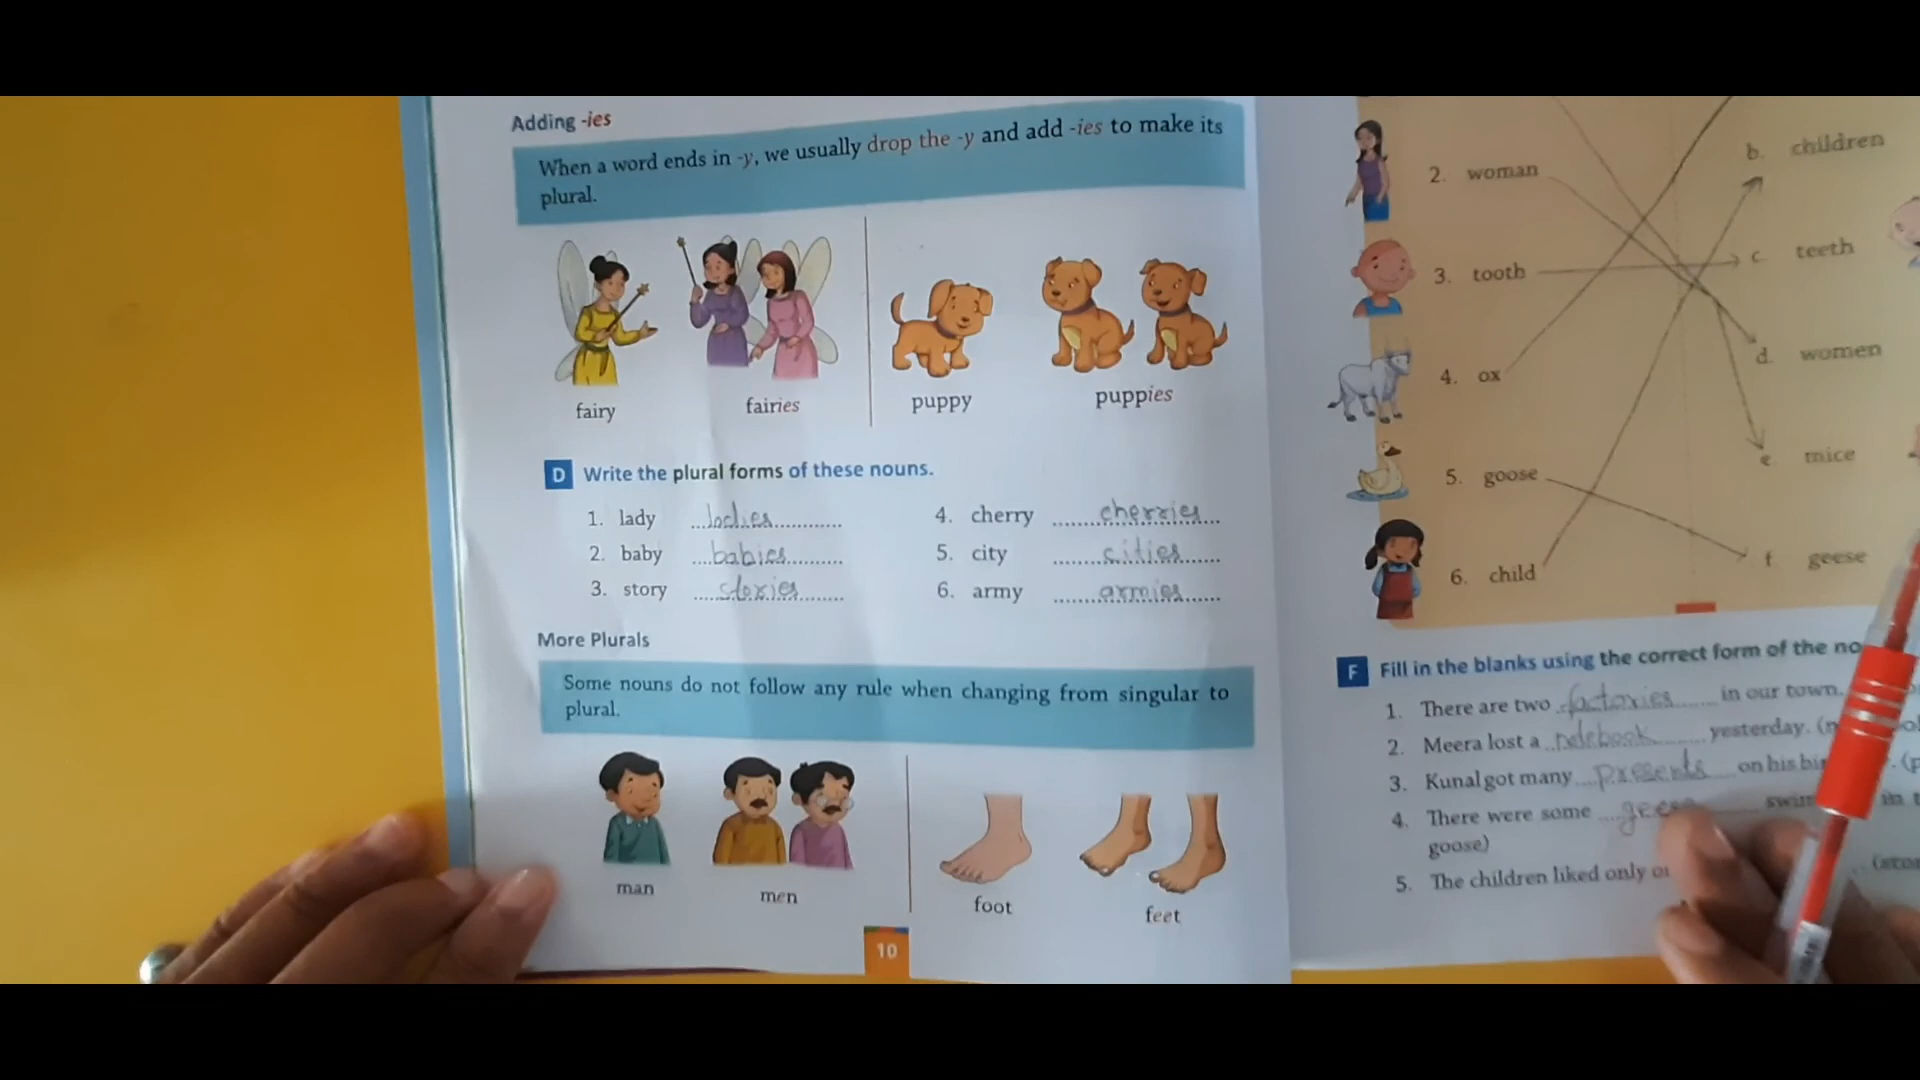 Adding -ies
When a word ends in -y, we usually drop the -y and add -ies to make its
plural.
fairy
fairies
puppy
puppies
D Write the plural forms of these nouns.
1. lady ladies
2. baby babies
3. story stories
4. cherry cherries
5. city cities
6. army armies
More Plurals
Some nouns do not follow any rule when changing from singular to
plural.
man
men
foot
feet
10
2. woman
3. tooth
4. ox
5. goose
6. child
b. children
c. teeth
d. women
e. mice
f. geese
F Fill in the blanks using the correct form of the
1. There are two factories in our town.
2. Meera lost a notebook yesterday.
3. Kunal got many presents on his
4. There were some geese in
goose)
5. The children liked only